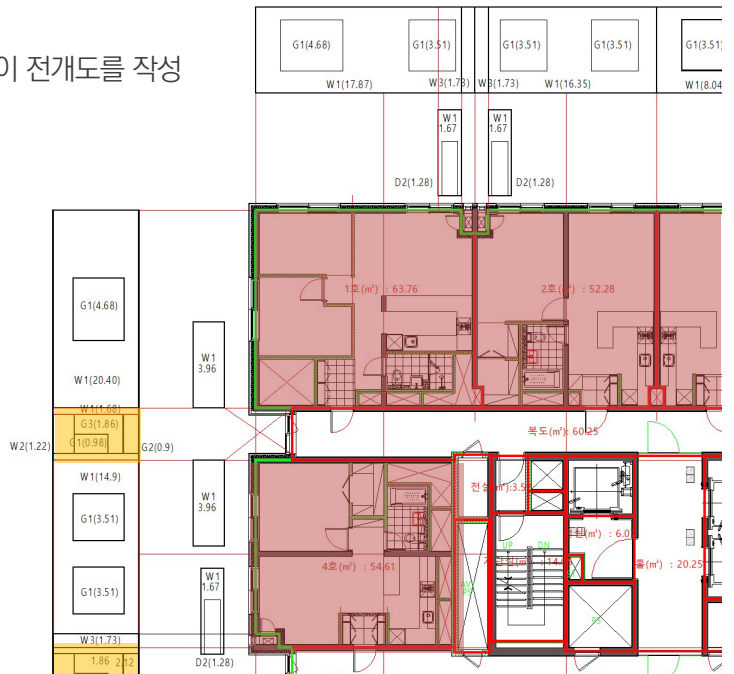 이 전개도를 작성
G1(4.68)
G1(3.51)
G1(3.51)
G1(3.51)
G1(3.51)
W1(17.87)
W3(1.73)
W3(1.73)
W1(16.35)
W1(8.04
W1
1.67
W1
1.67
D2(1.28)
D2(1.28)
1호(㎡) : 63.76
2호(㎡) : 52.28
G1(4.68)
W1
3.96
W1(20.40)
W1(1.68)
G3(1.86)
W2(1.22)
G1(0.98)
G2(0.9)
복도(㎡): 60.25
W1(14.9)
W1
3.96
G1(3.51)
UP
DN
4호(㎡) : 54.61
홀(㎡) : 20.25
G1(3.51)
W1
1.67
PS
W3(1.73)
1.86
2.12
D2(1.28)